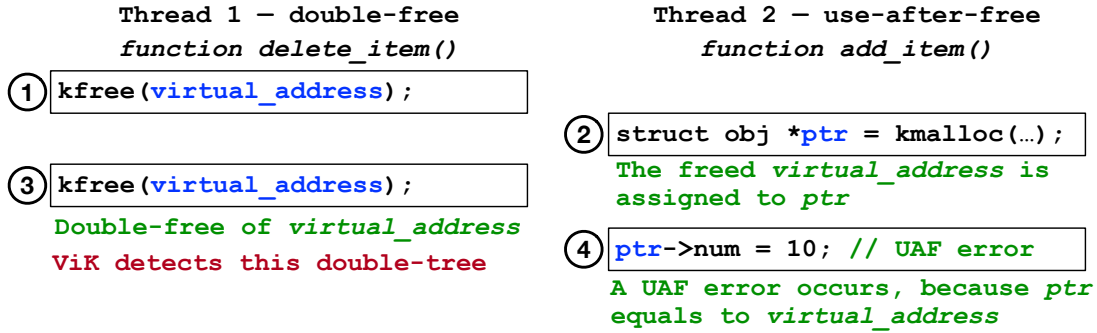 Thread 1 — double-free
function delete_item()
1 kfree(virtual_address);
3 kfree(virtual_address);
Double-free of virtual_address
ViK detects this double-tree
Thread 2 — use-after-free
function add_item()
2 struct obj *ptr = kmalloc(…);
The freed virtual_address is
assigned to ptr
4 ptr->num = 10; // UAF error
A UAF error occurs, because ptr
equals to virtual_address